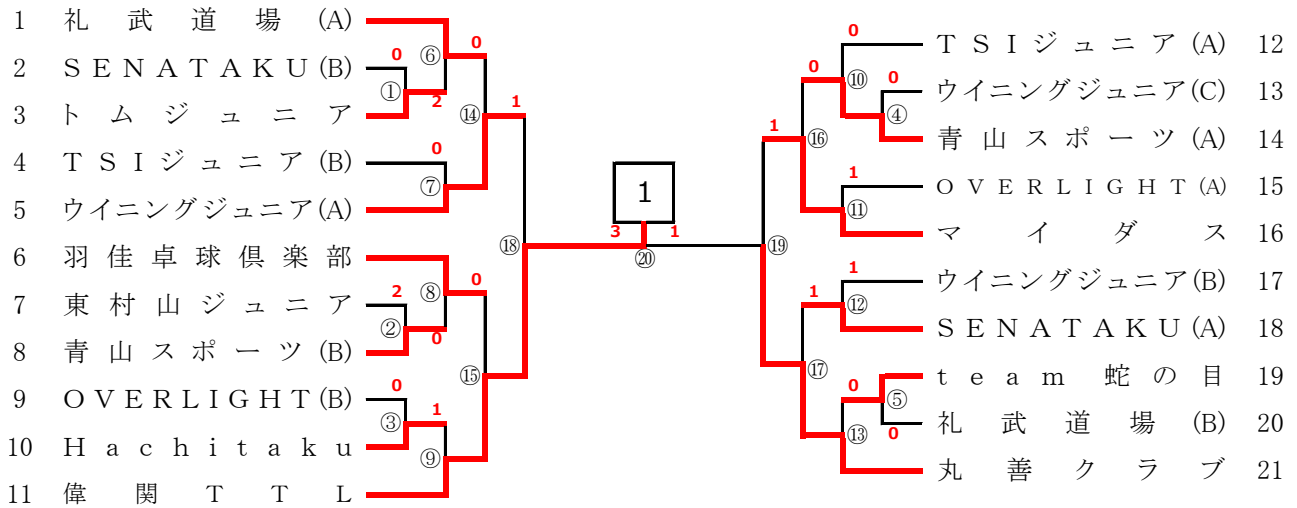 1 礼武道場(A)
0
2 SENATAKU(B)
①
2
3 トムジュニア
⑥
0
4 TSIジュニア(B)
0
⑦
5 ウイニングジュニア(A)
⑭
1
6 羽佳卓球倶楽部
7 東村山ジュニア
2
②
0
8 青山スポーツ(B)
⑧
0
9 OVERLIGHT(B)
0
③
10 Hachitaku
1
⑨
11 偉関TTL
⑮
⑱
1
3
1
⑳
TSIジュニア(A) 12
0
ウイニングジュニア(C) 13
0
④
青山スポーツ(A) 14
⑩
0
OVERLIGHT(A) 15
1
⑪
マイダス 16
⑯
1
ウイニングジュニア(B) 17
1
⑫
SENATAKU(A) 18
1
team蛇の目 19
⑤
0
礼武道場(B) 20
0
⑬
丸善クラブ 21
⑰
⑲